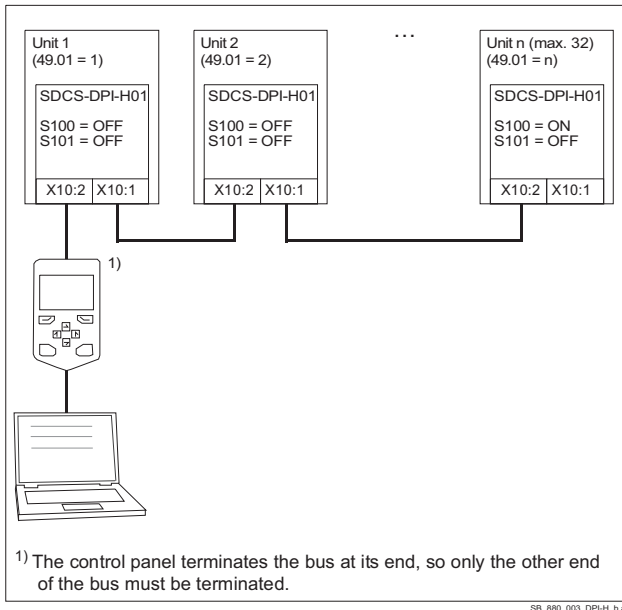 Unit 1
(49.01 = 1)
SDCS-DPI-H01
S100 = OFF
S101 = OFF
X10:2 X10:1
Unit 2
(49.01 = 2)
SDCS-DPI-H01
S100 = OFF
S101 = OFF
X10:2 X10:1
...
Unit n (max. 32)
(49.01 = n)
SDCS-DPI-H01
S100 = ON
S101 = OFF
X10:2 X10:1
1)
1) The control panel terminates the bus at its end, so only the other end
of the bus must be terminated.